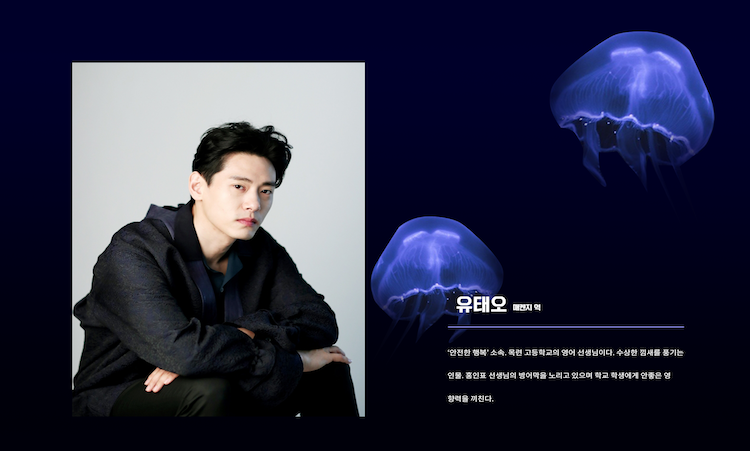 유태오 매켄지 역
'안전한 행복' 소속. 목련 고등학교의 영어 선생님이다. 수상한 낌새를 풍기는
인물. 홍인표 선생님의 방어막을 노리고 있으며 학교 학생에게 안좋은 영
향력을 끼친다.